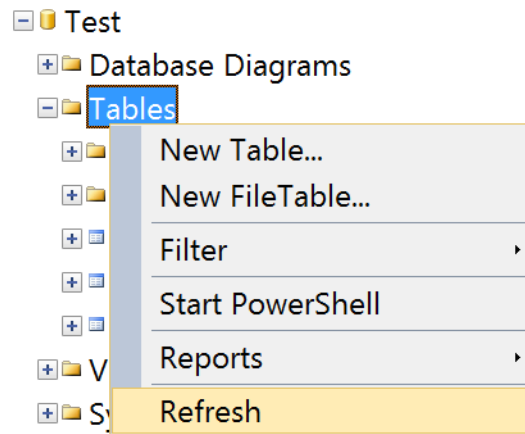 Test
Database Diagrams
Tables
New Table...
New FileTable...
Filter
Start PowerShell
Reports
Refresh